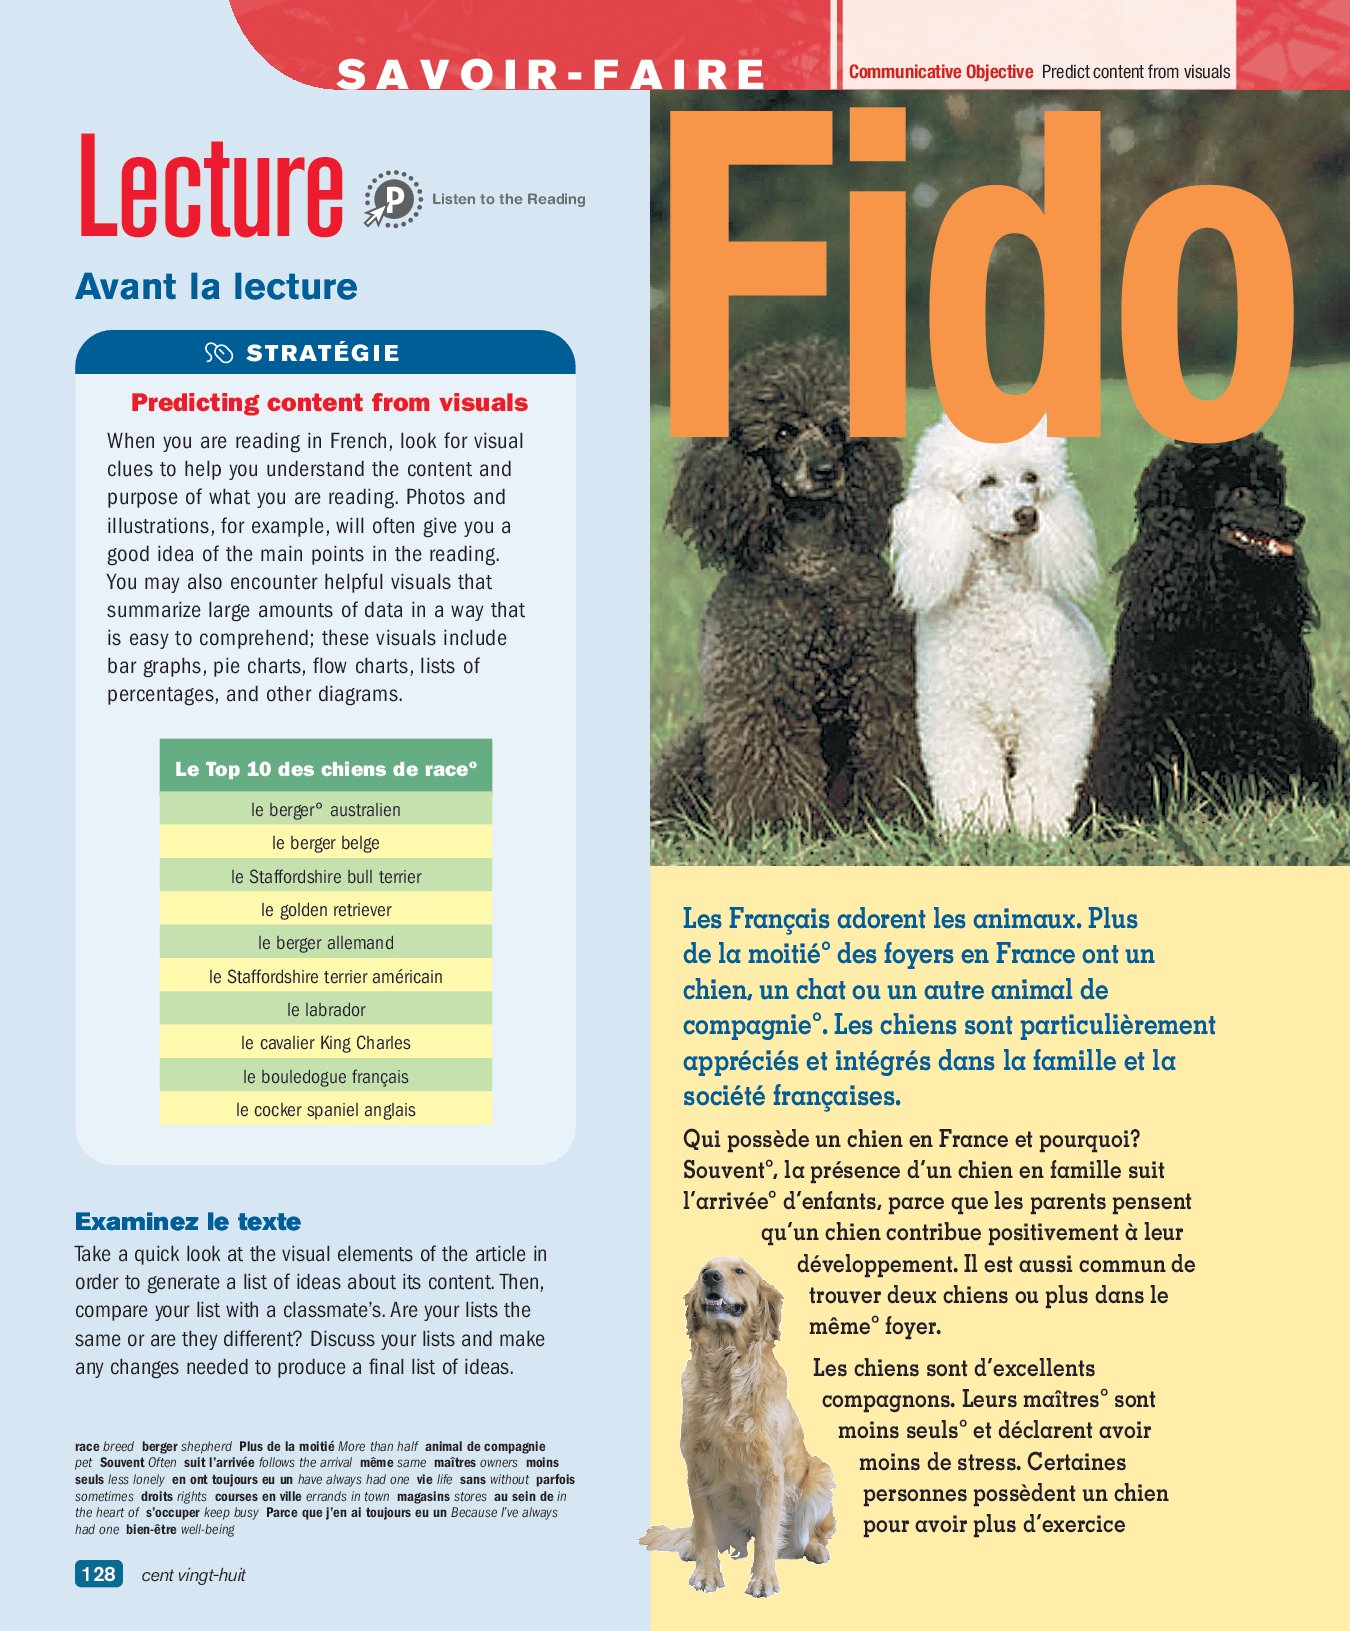 SAVOIR-FAIRE
Communicative Objective Predict content from visuals
Lecture
P
Listen to the Reading
Avant la lecture
STRATÉGIE
Predicting content from visuals
When you are reading in French, look for visual
clues to help you understand the content and
purpose of what you are reading. Photos and
illustrations, for example, will often give you a
good idea of the main points in the reading.
You may also encounter helpful visuals that
summarize large amounts of data in a way that
is easy to comprehend; these visuals include
bar graphs, pie charts, flow charts, lists of
percentages, and other diagrams.
Le Top 10 des chiens de race°
le berger° australien
le berger belge
le Staffordshire bull terrier
le golden retriever
le berger allemand
le Staffordshire terrier américain
le labrador
le cavalier King Charles
le bouledogue français
le cocker spaniel anglais
Examinez le texte
Take a quick look at the visual elements of the article in
order to generate a list of ideas about its content. Then,
compare your list with a classmate's. Are your lists the
same or are they different? Discuss your lists and make
any changes needed to produce a final list of ideas.
race breed berger shepherd Plus de la moitié More than half animal de compagnie
pet Souvent Often suit l'arrivée follows the arrival même same maîtres owners moins
seuls less lonely en ont toujours eu un have always had one vie life sans without parfois
sometimes droits rights courses en ville errands in town magasins stores au sein de in
the heart of s'occuper keep busy Parce que j'en ai toujours eu un Because I've always
had one bien-être well-being
128 cent vingt-huit
Fido
Les Français adorent les animaux. Plus
de la moitié° des foyers en France ont un
chien, un chat ou un autre animal de
compagnie°. Les chiens sont particulièrement
appréciés et intégrés dans la famille et la
société françaises.
Qui possède un chien en France et pourquoi?
Souvent°, la présence d'un chien en famille suit
l'arrivée° d'enfants, parce que les parents pensent
qu'un chien contribue positivement à leur
développement. Il est aussi commun de
trouver deux chiens ou plus dans le
même° foyer.
Les chiens sont d'excellents
compagnons. Leurs maîtres° sont
moins seuls° et déclarent avoir
moins de stress. Certaines
personnes possèdent un chien
pour avoir plus d'exercice